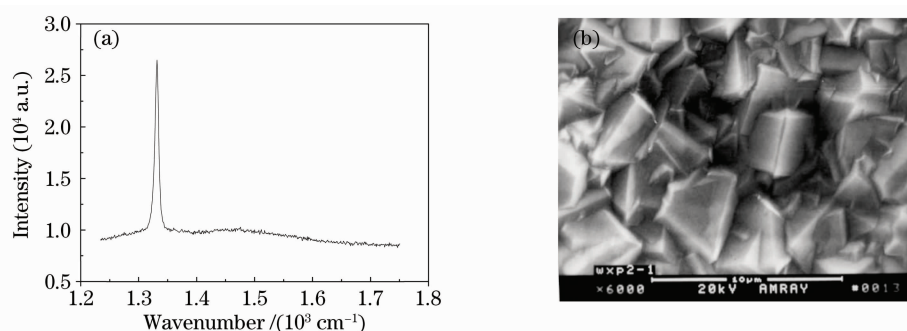 (a)
3.0
2.5
2.0
1.5
1.0
0.5
Intensity (10⁴ a.u.)
1.2 1.3 1.4 1.5 1.6 1.7 1.8
Wavenumber /(10³ cm⁻¹)
(b)
wxp2-1
×6000 10μm 20kV AMRAY #0013